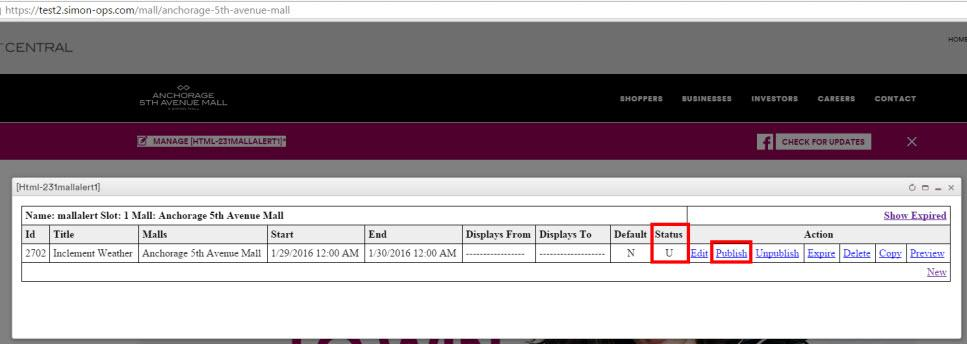 https://test2.simon-ops.com/mall/anchorage-5th-avenue-mall
CENTRAL
HOME
ANCHORAGE
5TH AVENUE MALL
SHOPPERS BUSINESSES INVESTORS CAREERS CONTACT
MANAGE [HTML-231MALLALERT1]*
f CHECK FOR UPDATES
[Html-231mallalert1]
Name: mallalert Slot: 1 Mall: Anchorage 5th Avenue Mall Show Expired
Id Title Malls Start End Displays From Displays To Default Status Action
2702 Inclement Weather Anchorage 5th Avenue Mall 1/29/2016 12:00 AM 1/30/2016 12:00 AM ----------------- ------------------- N U Edit Publish Unpublish Expire Delete Copy Preview
New
TO WIN